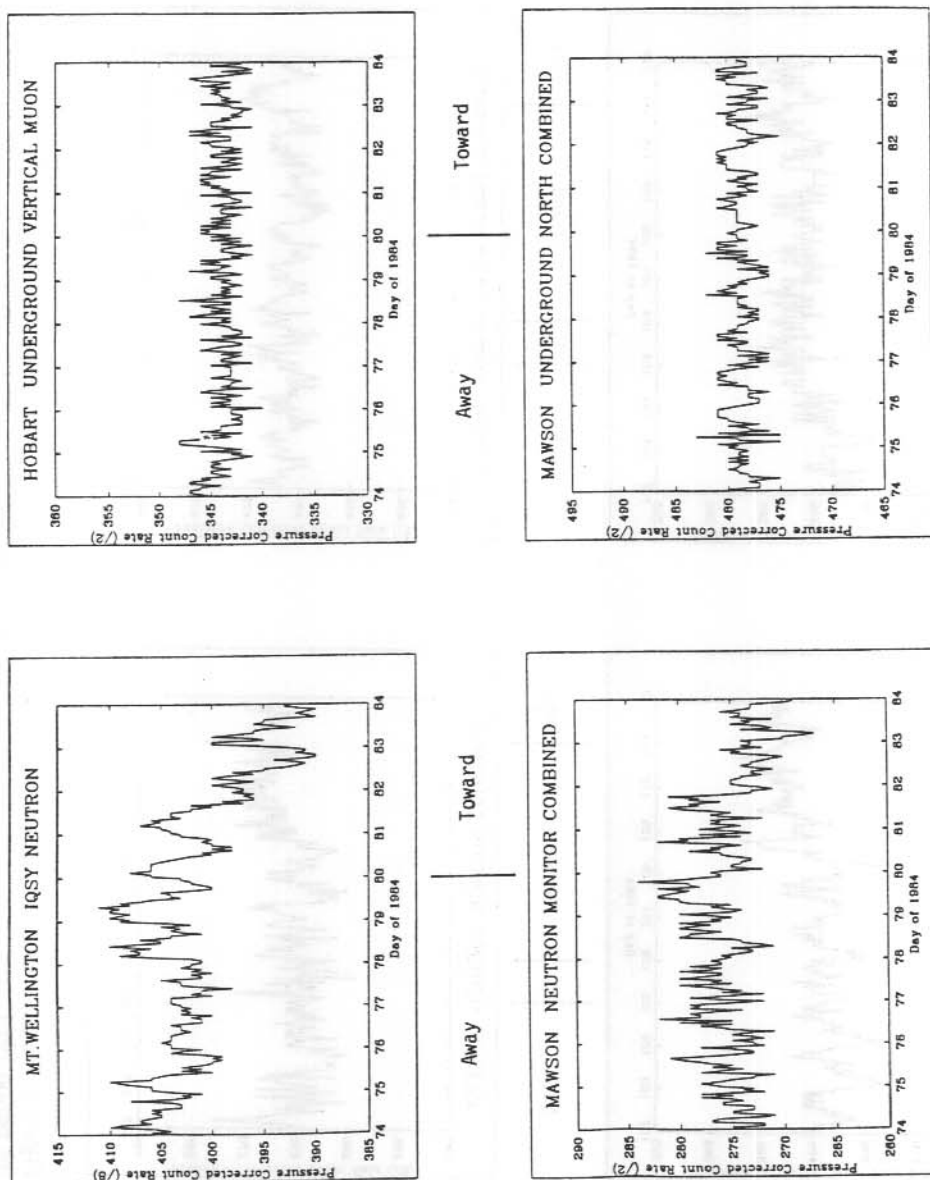 MT.WELLINGTON IQSY NEUTRON
Pressure Corrected Count Rate (/8)
415
410
405
400
395
390
385
74 75 76 77 78 79 80 81 82 83 84
Day of 1984
HOBART UNDERGROUND VERTICAL MUON
Pressure Corrected Count Rate (/2)
360
350
345
340
335
330
74 75 76 77 78 79 80 81 82 83 84
Day of 1984
Away Toward
Away Toward
MAWSON NEUTRON MONITOR COMBINED
Pressure Corrected Count Rate (/2)
290
285
280
275
270
260
74 75 76 77 78 79 80 81 82 83 84
Day of 1984
MAWSON UNDERGROUND NORTH COMBINED
Pressure Corrected Count Rate (/2)
495
490
485
480
475
470
465
74 75 76 77 78 79 80 81 82 83 84
Day of 1984